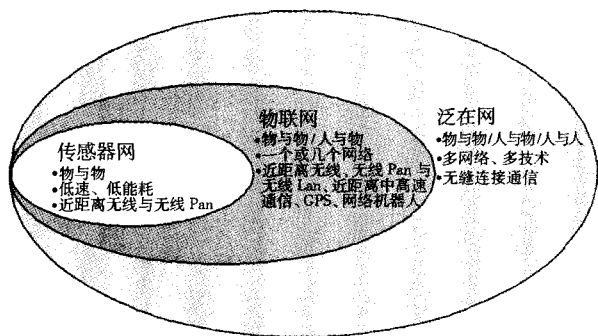 传感器网
•物与物
•低速、低能耗
•近距离无线与无线 Pan
物联网
•物与物/人与物
•一个或几个网络
•近距离无线、无线 Pan 与
无线 Lan、近距离中高速
通信、GPS、网络机器人
泛在网
•物与物/人与物/人与人
•多网络、多技术
•无缝连接通信